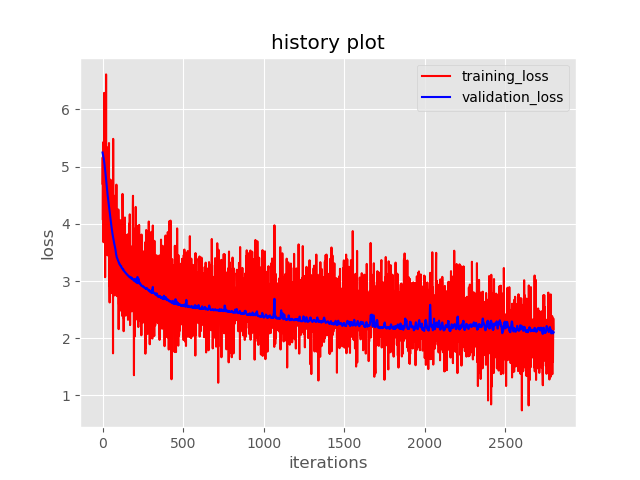 history plot
training_loss
validation_loss
6
5
4
3
2
1
loss
0 500 1000 1500 2000 2500
iterations